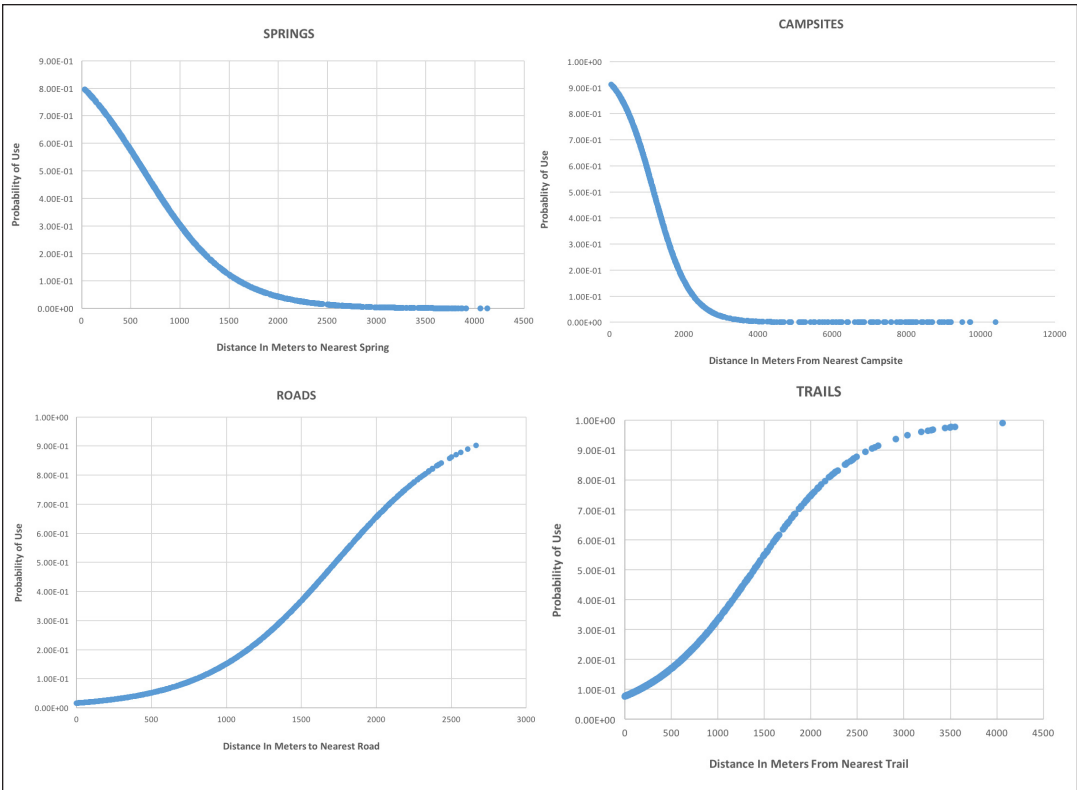 SPRINGS
9.00E-01
8.00E-01
7.00E-01
6.00E-01
5.00E-01
4.00E-01
3.00E-01
2.00E-01
1.00E-01
0.00E+00
Probability of Use
0 500 1000 1500 2000 2500 3000 3500 4000 4500
Distance In Meters to Nearest Spring
CAMPSITES
1.00E+00
9.00E-01
8.00E-01
7.00E-01
6.00E-01
5.00E-01
4.00E-01
3.00E-01
2.00E-01
1.00E-01
0.00E+00
Probablity of Use
0 2000 4000 6000 8000 10000 12000
Distance In Meters From Nearest Campsite
ROADS
1.00E+00
9.00E-01
8.00E-01
7.00E-01
6.00E-01
5.00E-01
4.00E-01
3.00E-01
2.00E-01
1.00E-01
0.00E+00
Probability of Use
0 500 1000 1500 2000 2500 3000
Distance In Meters to Nearest Road
TRAILS
1.00E+00
9.00E-01
8.00E-01
7.00E-01
6.00E-01
5.00E-01
4.00E-01
3.00E-01
2.00E-01
1.00E-01
0.00E+00
Probability of Use
0 500 1000 1500 2000 2500 3000 3500 4000 4500
Distance In Meters From Nearest Trail